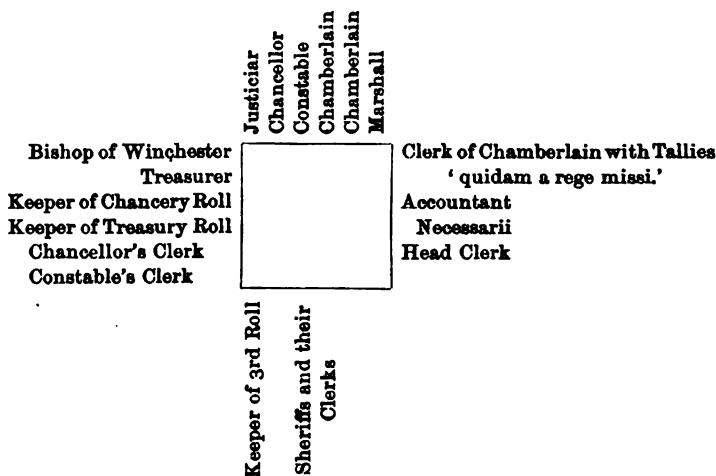 Justiciar
Chancellor
Constable
Chamberlain
Chamberlain
Marshall
Bishop of Winchester
Treasurer
Keeper of Chancery Roll
Keeper of Treasury Roll
Chancellor's Clerk
Constable's Clerk
Clerk of Chamberlain with Tallies
‘ quidam a rege missi.’
Accountant
Necessarii
Head Clerk
Keeper of 3rd Roll
Sheriffs and their
Clerks